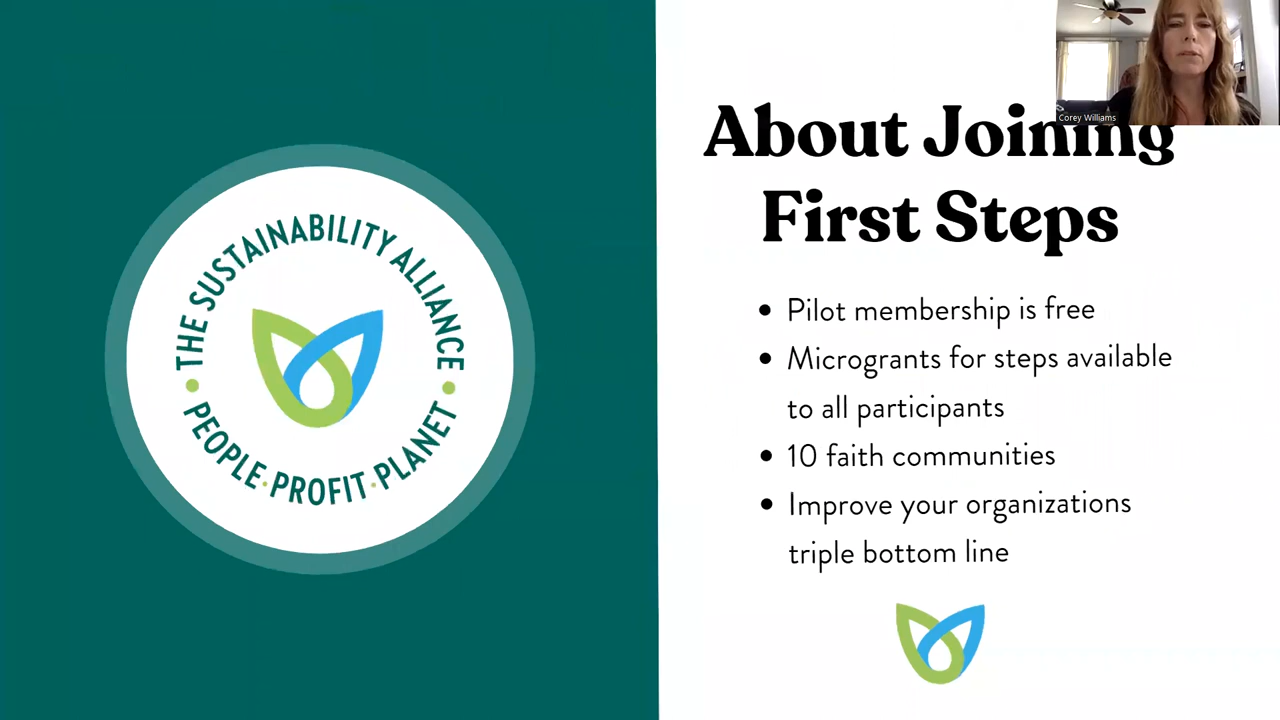 THE SUSTAINABILITY ALLIANCE
PEOPLE · PROFIT · PLANET
Corey Williams
About Joining
First Steps
• Pilot membership is free
• Microgrants for steps available
to all participants
• 10 faith communities
• Improve your organizations
triple bottom line